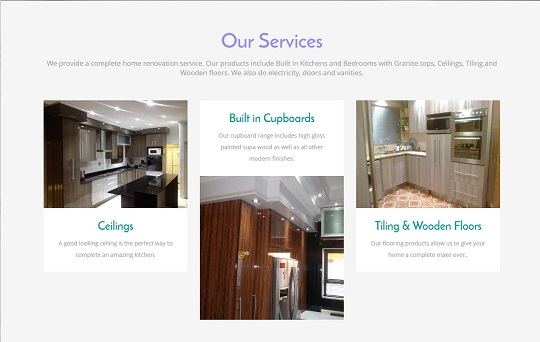 Our Services
We provide a complete home renovation service. Our products include Built in Kitchens and Bedrooms with Granite tops, Ceilings, Tiling and
Wooden floors. We also do electricity, doors and vanities.
Ceilings
A good looking ceiling is the perfect way to
complete an amazing kitchen.
Built in Cupboards
Our cupboard range includes high gloss
painted supa wood as well as all other
modern finishes.
Tiling & Wooden Floors
Our flooring products allow us to give your
home a complete make over..